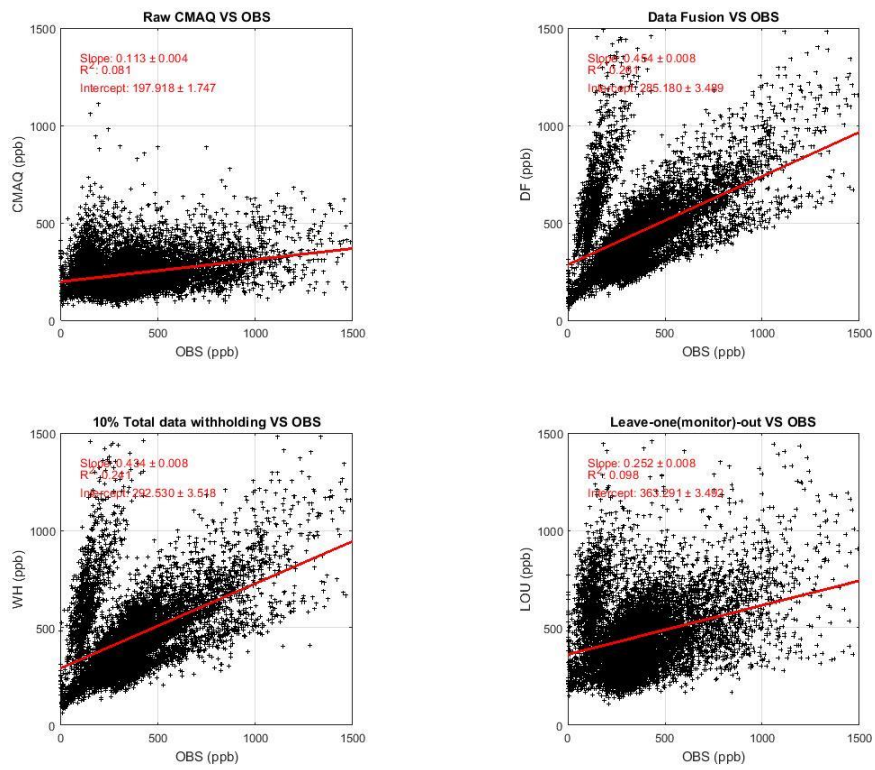 Raw CMAQ VS OBS
1500
1000
500
0
CMAQ (ppb)
Slope: 0.113 ± 0.004
R²: 0.081
Intercept: 197.918 ± 1.747
0 500 1000 1500
OBS (ppb)
Data Fusion VS OBS
1500
1000
500
0
DF (ppb)
Slope: 0.454 ± 0.008
R²:
Intercept: 285.180 ± 3.489
0 500 1000 1500
OBS (ppb)
10% Total data withholding VS OBS
1500
1000
500
0
WH (ppb)
Slope: 0.434 ± 0.008
R²: 0.241
Intercept: 292.530 ± 3.518
0 500 1000 1500
OBS (ppb)
Leave-one(monitor)-out VS OBS
1500
1000
500
0
LOU (ppb)
Slope: 0.252 ± 0.008
R²: 0.098
Intercept: 363.291 ± 3.492
0 500 1000 1500
OBS (ppb)